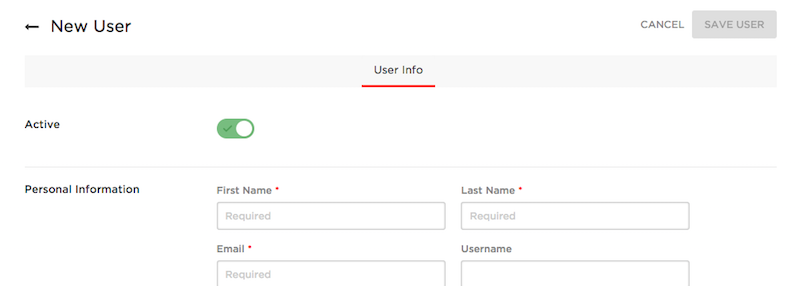 ← New User
CANCEL
SAVE USER
User Info
Active
Personal Information
First Name *
Last Name *
Required
Required
Email *
Username
Required